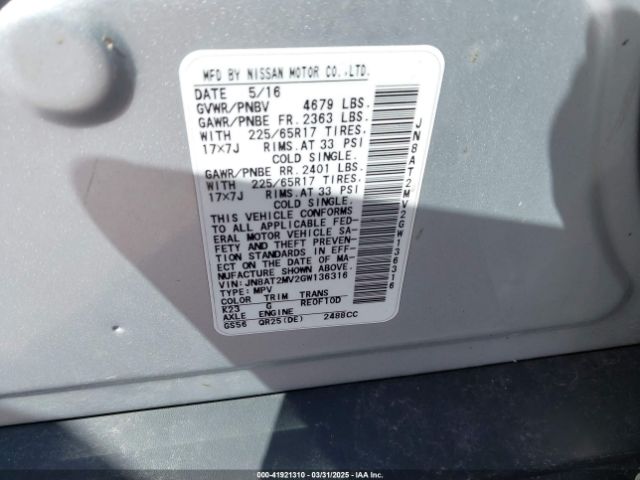 MFD BY NISSAN MOTOR CO.,LTD.
DATE 5/16
GVWR/PNBV 4679 LBS.
GAWR/PNBE FR. 2363 LBS.
WITH 225/65R17 TIRES.
17×7J RIMS.AT 33 PSI
COLD SINGLE.
GAWR/PNBE RR. 2401 LBS.
WITH 225/65R17 TIRES.
17×7J RIMS.AT 33 PSI
COLD SINGLE.
THIS VEHICLE CONFORMS
TO ALL APPLICABLE FED-
ERAL MOTOR VEHICLE SA-
FETY AND THEFT PREVEN-
TION STANDARDS IN EFF-
ECT ON THE DATE OF MA-
NUFACTURE SHOWN ABOVE.
VIN: JN8AT2MV2GW136316
TYPE: MPV
COLOR TRIM TRANS
K23 G RE0F10D
AXLE ENGINE
GS56 QR25(DE) 2488CC
JN8AT2MV2GW136316
00-41921310 - 03/31/2025 - IAAI.COM